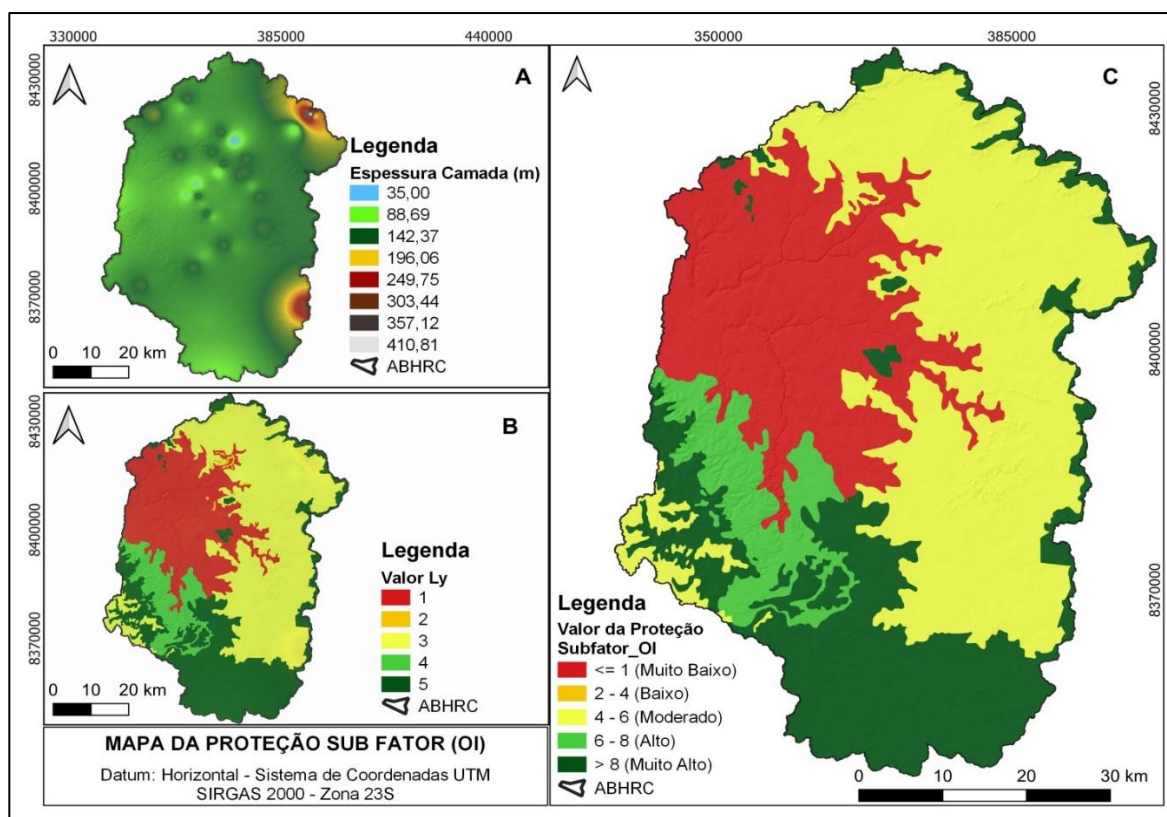 330000 385000 440000
8430000
8400000
8370000
A
Legenda
Espessura Camada (m)
35,00
88,69
142,37
196,06
249,75
303,44
357,12
410,81
ABHRC
0 10 20 km
8430000
8400000
8370000
B
Legenda
Valor Ly
1
2
3
4
5
ABHRC
0 10 20 km
MAPA DA PROTEÇÃO SUB FATOR (OI)
Datum: Horizontal - Sistema de Coordenadas UTM
SIRGAS 2000 - Zona 23S
350000 385000
C
8430000
8400000
8370000
Legenda
Valor da Proteção
Subfator_OI
<= 1 (Muito Baixo)
2 - 4 (Baixo)
4 - 6 (Moderado)
6 - 8 (Alto)
> 8 (Muito Alto)
ABHRC
0 10 20 30 km